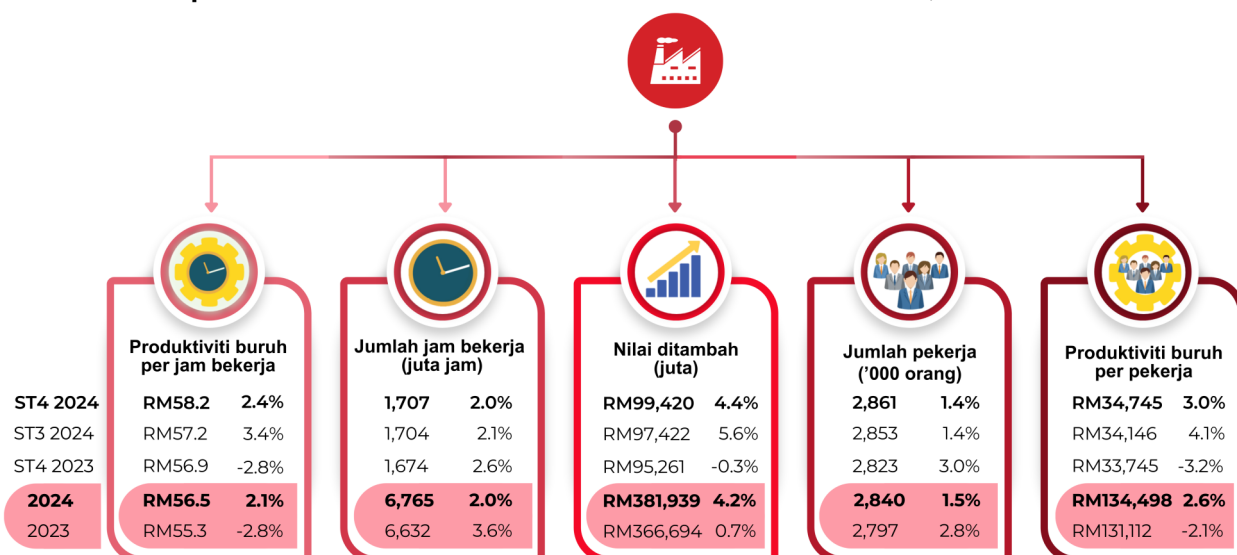 Produktiviti buruh
per jam bekerja
Jumlah jam bekerja
(juta jam)
Nilai ditambah
(juta)
Jumlah pekerja
('000 orang)
Produktiviti buruh
per pekerja
ST4 2024 RM58.2 2.4% 1,707 2.0% RM99,420 4.4% 2,861 1.4% RM34,745 3.0%
ST3 2024 RM57.2 3.4% 1,704 2.1% RM97,422 5.6% 2,853 1.4% RM34,146 4.1%
ST4 2023 RM56.9 -2.8% 1,674 2.6% RM95,261 -0.3% 2,823 3.0% RM33,745 -3.2%
2024 RM56.5 2.1% 6,765 2.0% RM381,939 4.2% 2,840 1.5% RM134,498 2.6%
2023 RM55.3 -2.8% 6,632 3.6% RM366,694 0.7% 2,797 2.8% RM131,112 -2.1%